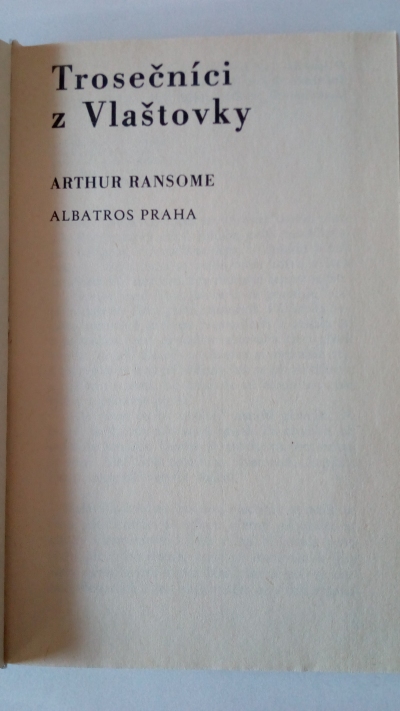 Trosečníci
z Vlaštovky
ARTHUR RANSOME
ALBATROS PRAHA